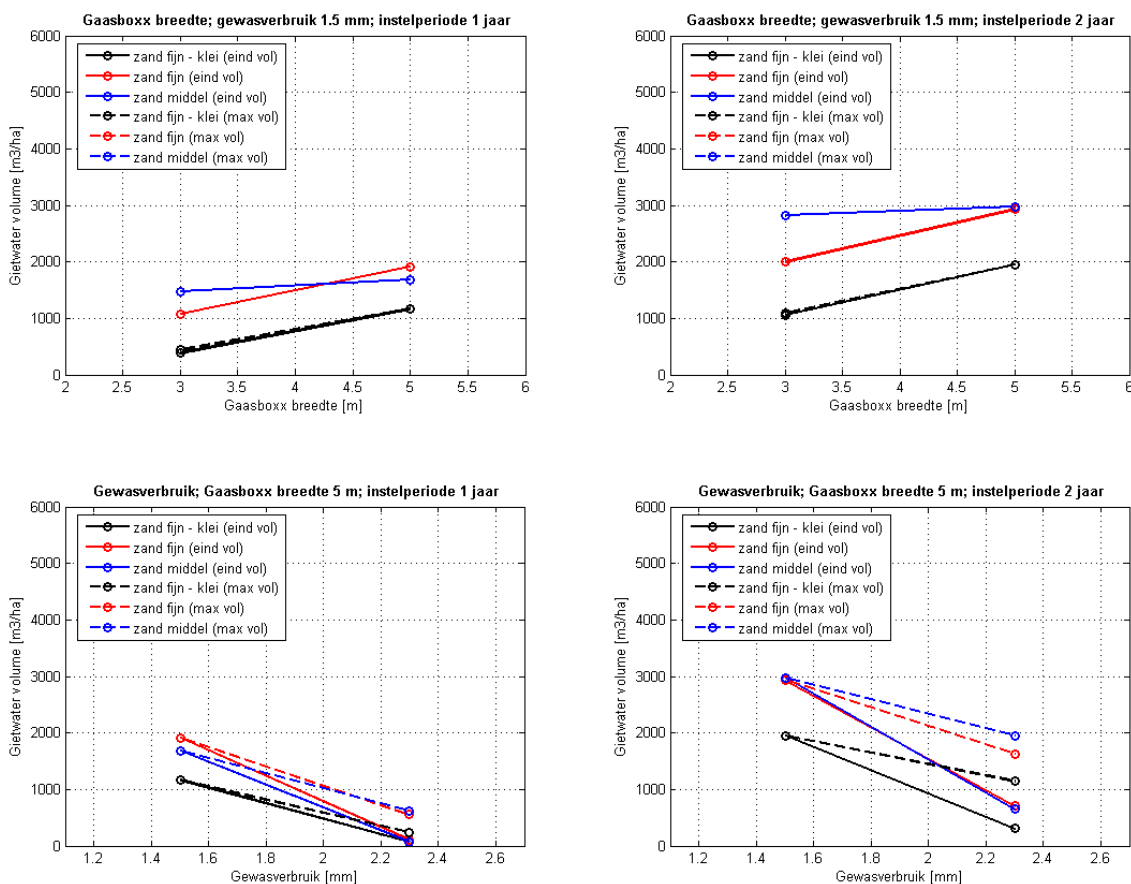 Gaasboxx breedte; gewasverbruik 1.5 mm; instelperiode 1 jaar
6000
5000
4000
3000
2000
1000
0
Gietwater volume [m3/ha]
zand fijn - klei (eind vol)
zand fijn (eind vol)
zand middel (eind vol)
zand fijn - klei (max vol)
zand fijn (max vol)
zand middel (max vol)
2 2.5 3 3.5 4 4.5 5 5.5 6
Gaasboxx breedte [m]
Gaasboxx breedte; gewasverbruik 1.5 mm; instelperiode 2 jaar
6000
5000
4000
3000
2000
1000
0
Gietwater volume [m3/ha]
zand fijn - klei (eind vol)
zand fijn (eind vol)
zand middel (eind vol)
zand fijn - klei (max vol)
zand fijn (max vol)
zand middel (max vol)
2 2.5 3 3.5 4 4.5 5 5.5 6
Gaasboxx breedte [m]
Gewasverbruik; Gaasboxx breedte 5 m; instelperiode 1 jaar
6000
5000
4000
3000
2000
1000
0
Gietwater volume [m3/ha]
zand fijn - klei (eind vol)
zand fijn (eind vol)
zand middel (eind vol)
zand fijn - klei (max vol)
zand fijn (max vol)
zand middel (max vol)
1.2 1.4 1.6 1.8 2 2.2 2.4 2.6
Gewasverbruik [mm]
Gewasverbruik; Gaasboxx breedte 5 m; instelperiode 2 jaar
6000
5000
4000
3000
2000
1000
0
Gietwater volume [m3/ha]
zand fijn - klei (eind vol)
zand fijn (eind vol)
zand middel (eind vol)
zand fijn - klei (max vol)
zand fijn (max vol)
zand middel (max vol)
1.2 1.4 1.6 1.8 2 2.2 2.4 2.6
Gewasverbruik [mm]